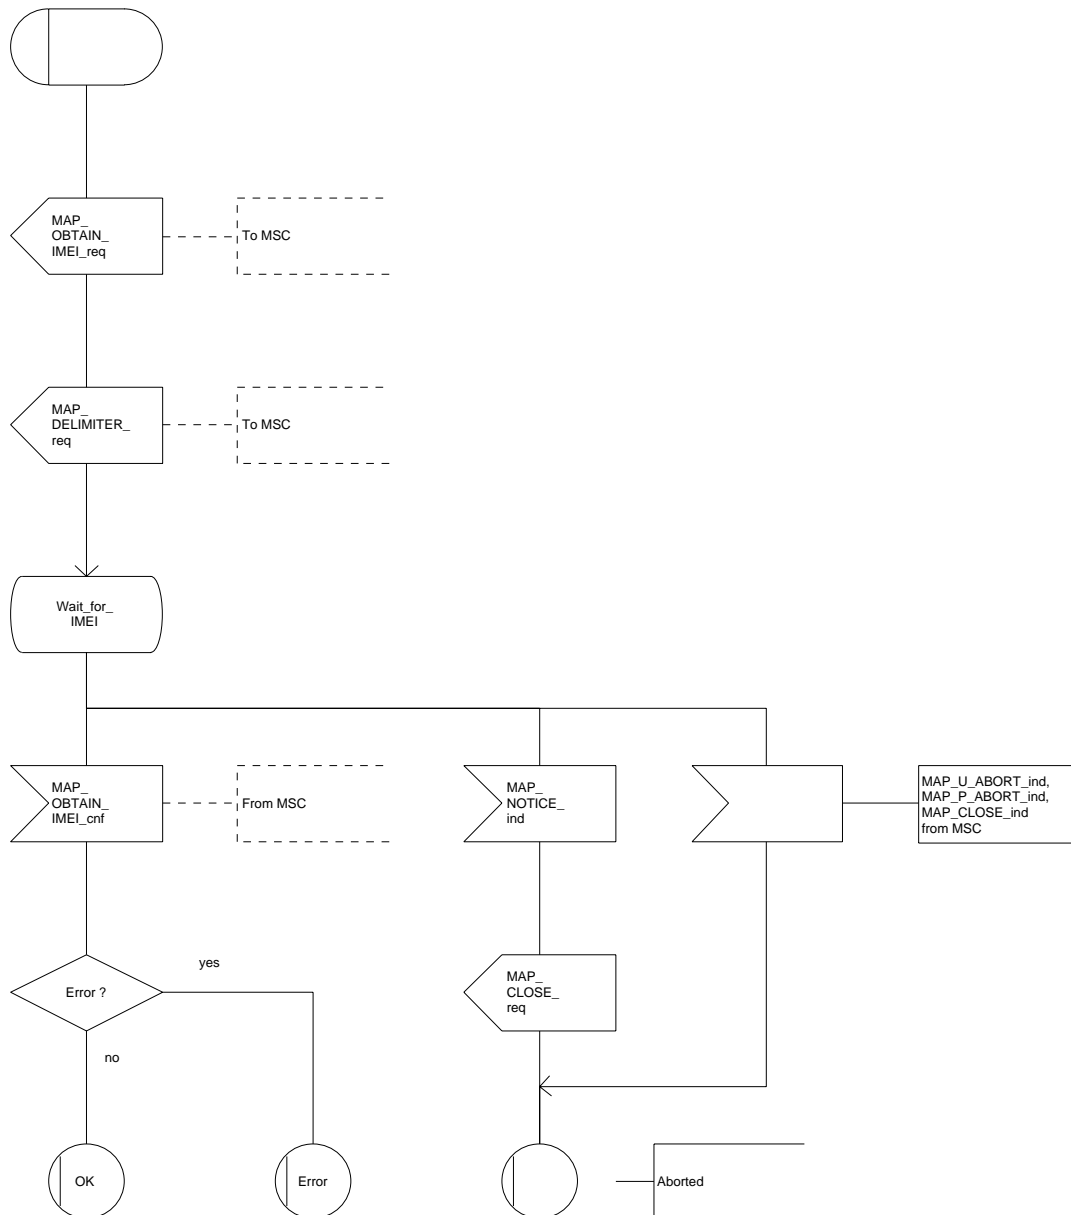 MAP_
OBTAIN_
IMEI_req
To MSC
MAP_
DELIMITER_
req
To MSC
Wait_for_
IMEI
MAP_
OBTAIN_
IMEI_cnf
From MSC
MAP_
NOTICE_
ind
MAP_U_ABORT_ind,
MAP_P_ABORT_ind,
MAP_CLOSE_ind
from MSC
Error ?
yes
no
MAP_
CLOSE_
req
OK
Error
Aborted